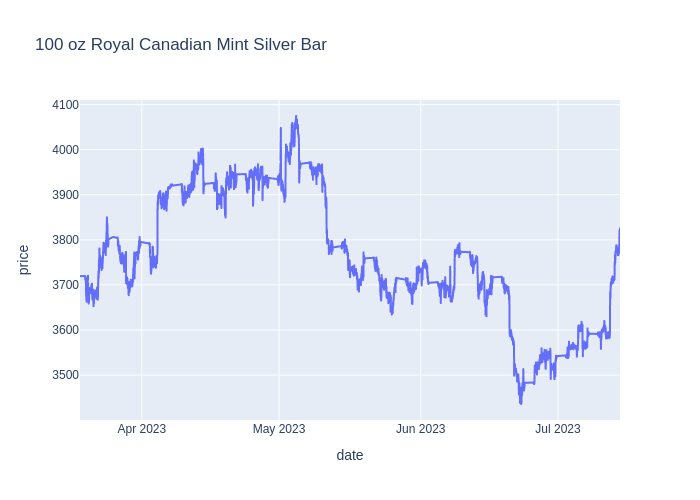 100 oz Royal Canadian Mint Silver Bar
4100
4000
3900
3800
3700
3600
3500
price
Apr 2023
May 2023
Jun 2023
Jul 2023
date